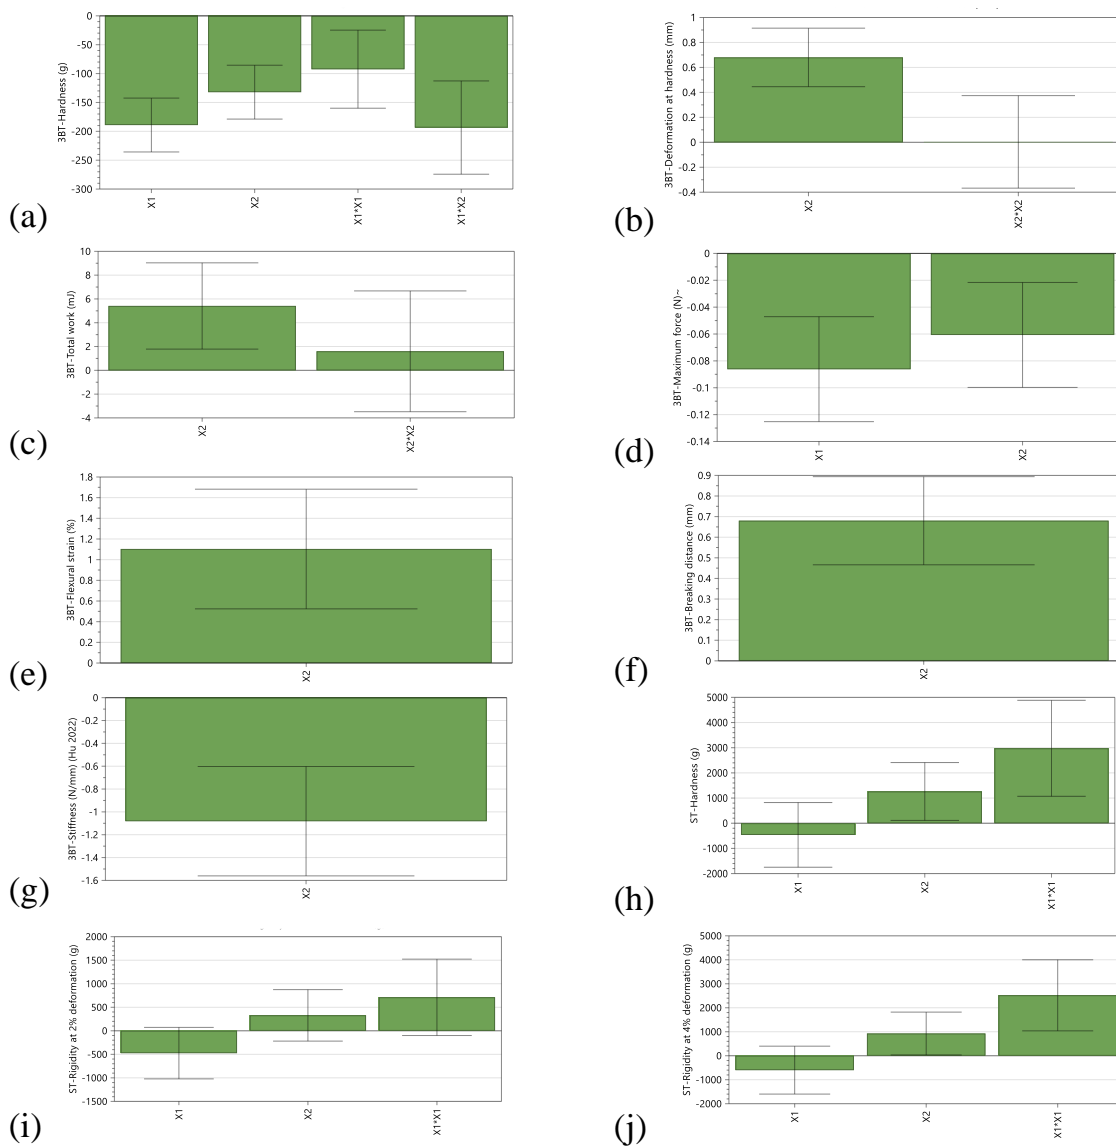 3BT-Hardness (g)
0
-50
-100
-150
-200
-250
-300
X1
X2
X1*X1
X1*X2
(a)
3BT-Deformation at hardness (mm)
1
0.8
0.6
0.4
0.2
0
-0.2
-0.4
X2
X2*X2
(b)
3BT-Total work (mJ)
10
8
6
4
2
0
-2
-4
X2
X2*X2
(c)
3BT-Maximum force (N)~
0
-0.02
-0.04
-0.06
-0.08
-0.1
-0.12
-0.14
X1
X2
(d)
3BT-Flexural strain (%)
1.8
1.6
1.4
1.2
1
0.8
0.6
0.4
0.2
0
X2
(e)
3BT-Breaking distance (mm)
0.9
0.8
0.7
0.6
0.5
0.4
0.3
0.2
0.1
0
X2
(f)
3BT-Stiffness (N/mm) (Hu 2022)
0
-0.2
-0.4
-0.6
-0.8
-1
-1.2
-1.4
-1.6
X2
(g)
ST-Hardness (g)
5000
4000
3000
2000
1000
0
-1000
-2000
X1
X2
X1*X1
(h)
ST-Rigidity at 2% deformation (g)
2000
1500
1000
500
0
-500
-1000
-1500
X1
X2
X1*X1
(i)
ST-Rigidity at 4% deformation (g)
5000
4000
3000
2000
1000
0
-1000
-2000
X1
X2
X1*X1
(j)